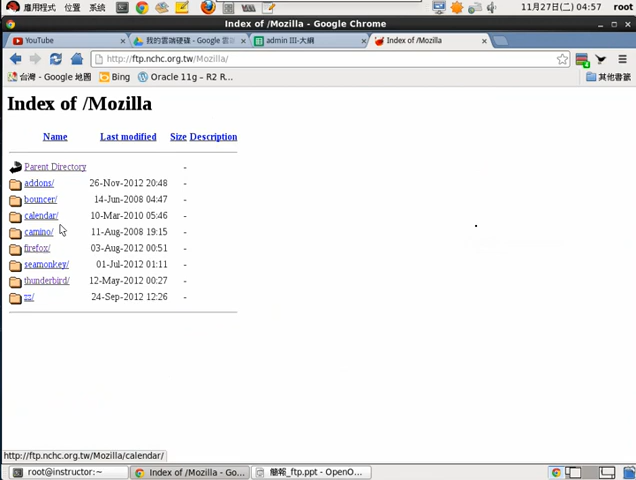 應用程式 位置 系統 11月27日(二) 04:57 root
Index of /Mozilla - Google Chrome
YouTube 我的雲端硬碟 - Google 雲端 admin III-大綱 Index of /Mozilla
http://ftp.nchc.org.tw/Mozilla/
台灣 - Google 地圖 Bing Oracle 11g – R2 R... 其他書籤
Index of /Mozilla
Name Last modified Size Description
Parent Directory -
addons/ 26-Nov-2012 20:48 -
bouncer/ 14-Jun-2008 04:47 -
calendar/ 10-Mar-2010 05:46 -
camino/ 11-Aug-2008 19:15 -
firefox/ 03-Aug-2012 00:51 -
seamonkey/ 01-Jul-2012 01:11 -
thunderbird/ 12-May-2012 00:27 -
zz/ 24-Sep-2012 12:26 -
http://ftp.nchc.org.tw/Mozilla/calendar/
root@instructor:~ Index of /Mozilla - Go... 簡報_ftp.ppt - OpenO...